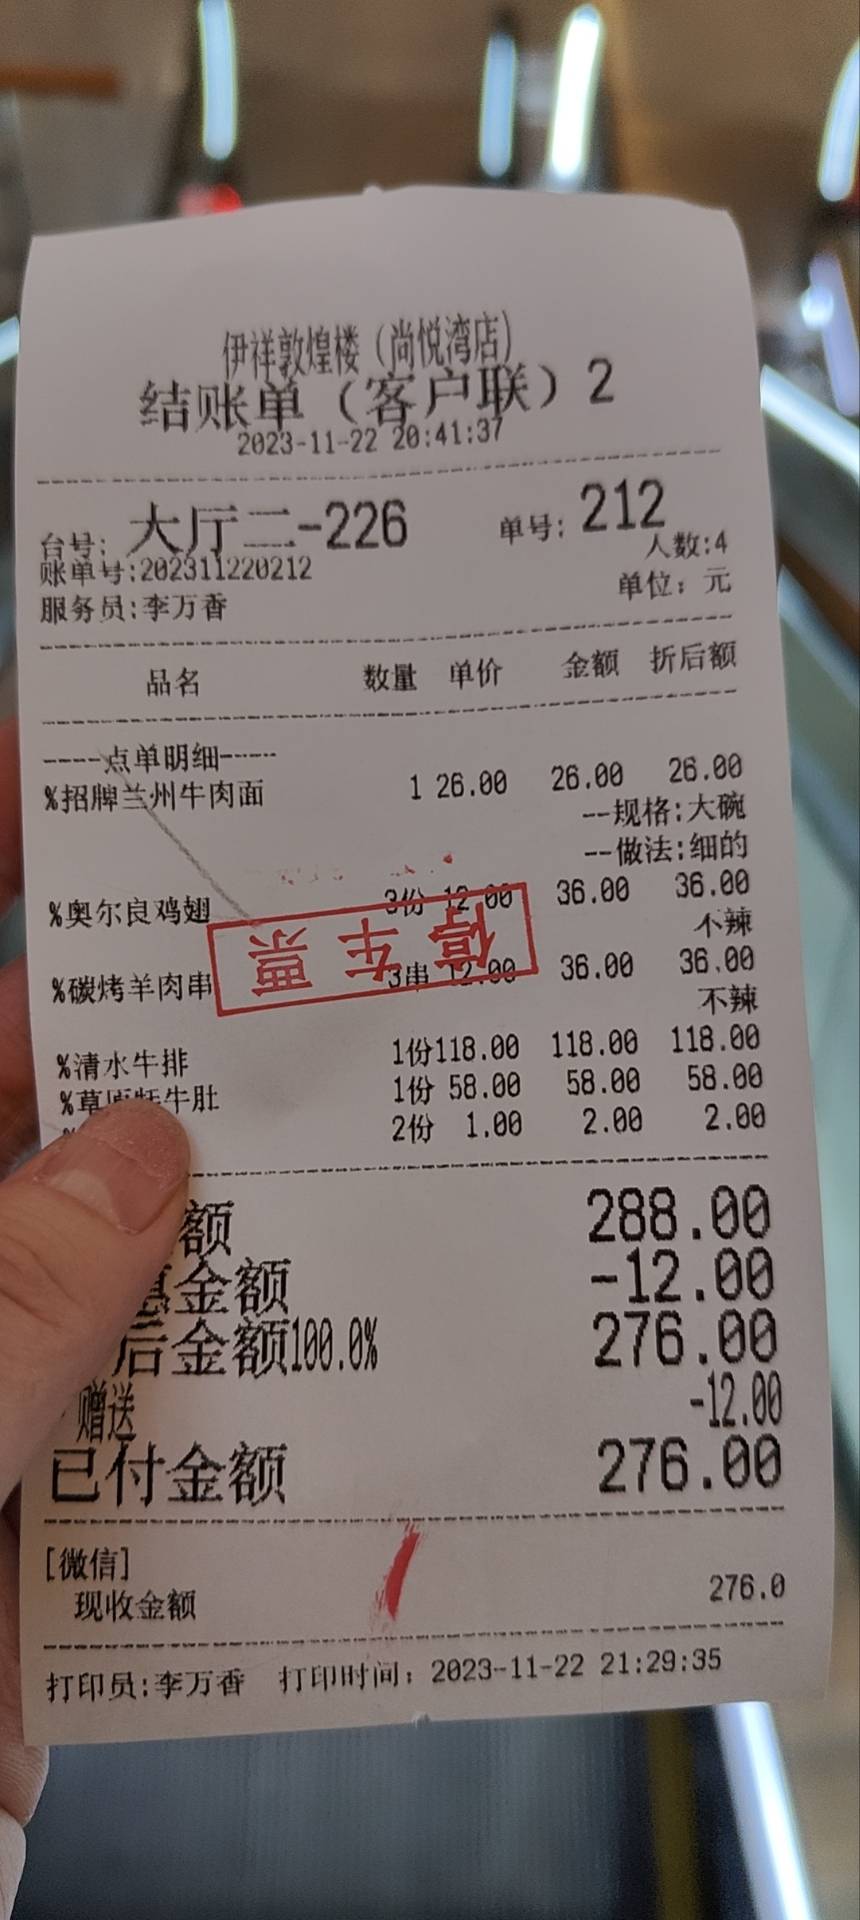 伊祥敦煌楼（尚悦湾店）
结账单（客户联）2
2023-11-22 20:41:37
台号: 大厅二-226 单号: 212
人数:4
账单号:202311220212
服务员:李万香 单位: 元
品名 数量 单价 金额 折后额
----点单明细----
%招牌兰州牛肉面 1 26.00 26.00 26.00
--规格:大碗
--做法:细的
%奥尔良鸡翅 3份 12.00 36.00 36.00
不辣
停车票
%碳烤羊肉串 3串 12.00 36.00 36.00
不辣
%清水牛排 1份118.00 118.00 118.00
%草原牦牛肚 1份 58.00 58.00 58.00
2份 1.00 2.00 2.00
额 288.00
惠金额 -12.00
后金额100.0% 276.00
赠送 -12.00
已付金额 276.00
[微信]
现收金额 276.0
打印员:李万香 打印时间: 2023-11-22 21:29:35